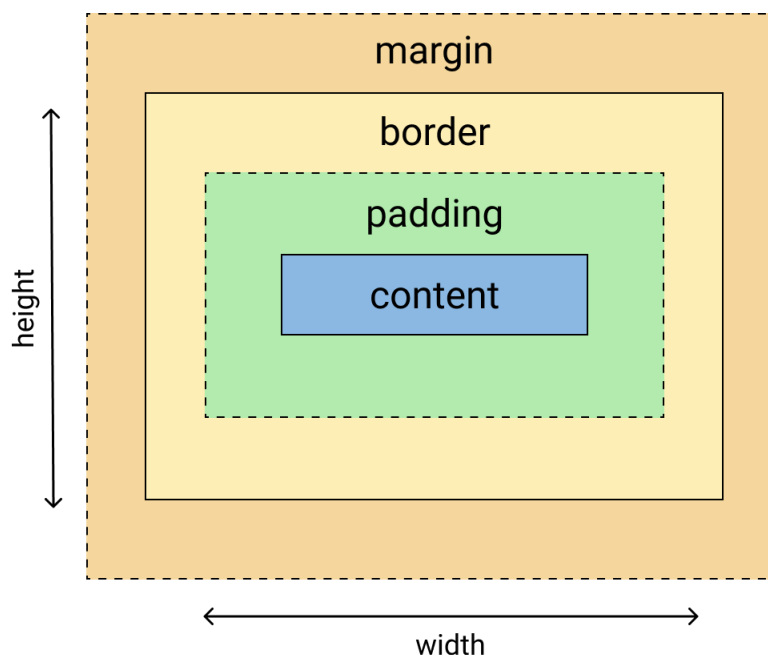 margin
border
padding
content
height
width